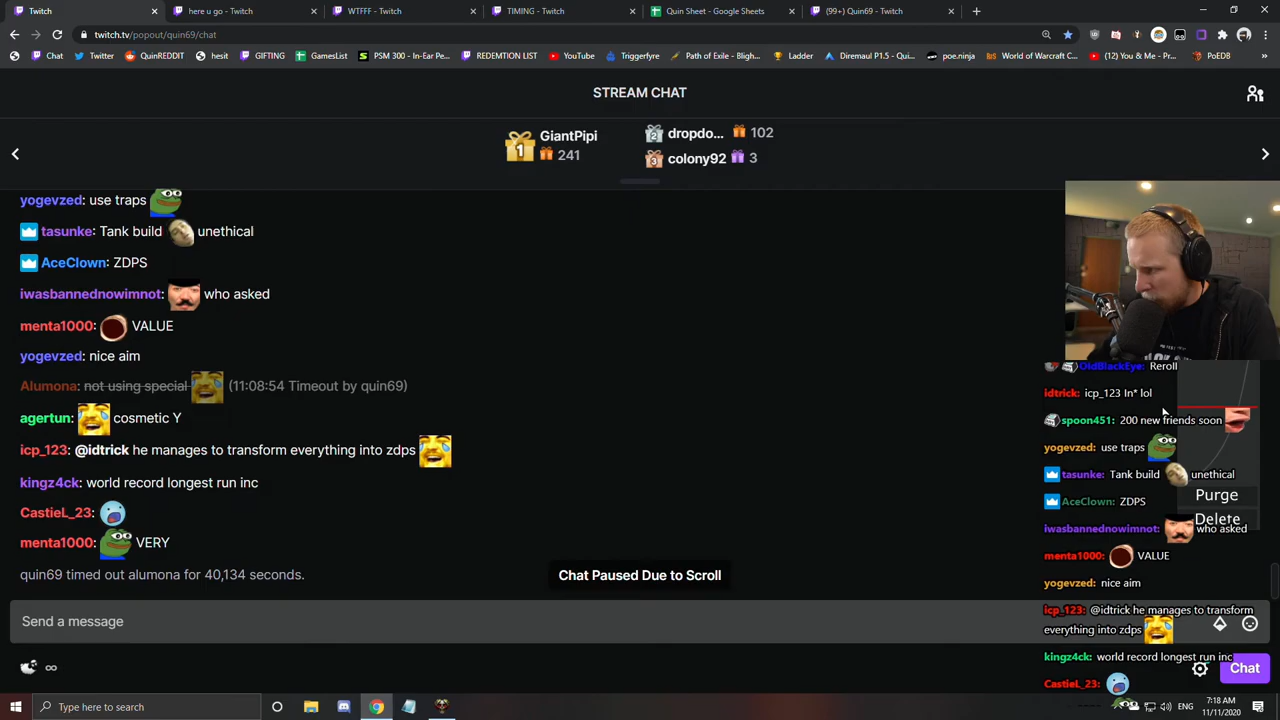 Twitch
here u go - Twitch
WTFFF - Twitch
TIMING - Twitch
Quin Sheet - Google Sheets
(99+) Quin69 - Twitch
twitch.tv/popout/quin69/chat
Chat
Twitter
QuinREDDIT
hesit
GIFTING
GamesList
PSM 300 - In-Ear Pe...
REDEMTION LIST
YouTube
Triggerfyre
Path of Exile - Bligh...
Ladder
Diremaul P1.5 - Qui...
poe.ninja
World of Warcraft C...
(1) You & Me - Pr...
PoEDB
STREAM CHAT
1 GiantPipi
241
2 dropdo... 102
3 colony92 3
yogevzed: use traps
tasunke: Tank build unethical
AceClown: ZDPS
iwasbannednowimnot: who asked
menta1000: VALUE
yogevzed: nice aim
Alumona: not using special (11:08:54 Timeout by quin69)
agertun: cosmetic Y
icp_123: @idtrick he manages to transform everything into zdps
kingz4ck: world record longest run inc
CastieL_23:
menta1000: VERY
quin69 timed out alumona for 40,134 seconds.
Chat Paused Due to Scroll
Send a message
Chat
OldBlackEye: Reroll
idtrick: icp_123 In* lol
spoon451: 200 new friends soon
yogevzed: use traps
tasunke: Tank build unethical
AceClown: ZDPS
iwasbannednowimnot: who asked
menta1000: VALUE
yogevzed: nice aim
icp_123: @idtrick he manages to transform
everything into zdps
kingz4ck: world record longest run inc
CastieL_23:
Purge
Delete
Type here to search
ENG
7:18 AM
11/11/2020